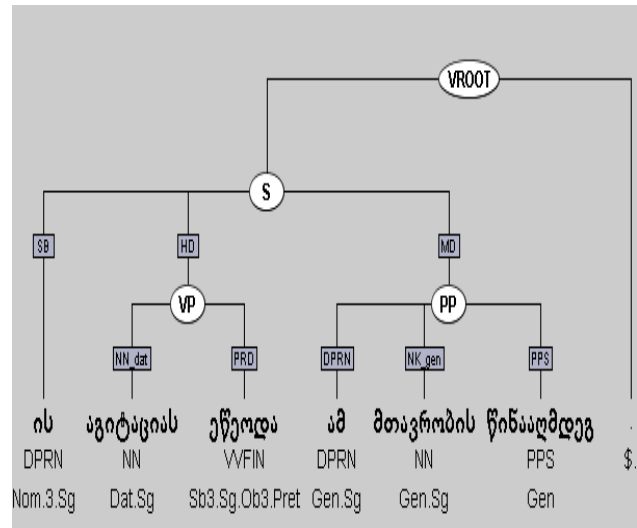 VROOT
S
SB HD MD
VP PP
NN_dat PRD DPRN NK_gen PPS
ის აგიტაციას ეწეოდა ამ მთავრობის წინააღმდეგ .
DPRN NN VVFIN DPRN NN PPS $.
Nom.3.Sg Dat.Sg Sb3.Sg.Ob3.Pret Gen.Sg Gen.Sg Gen